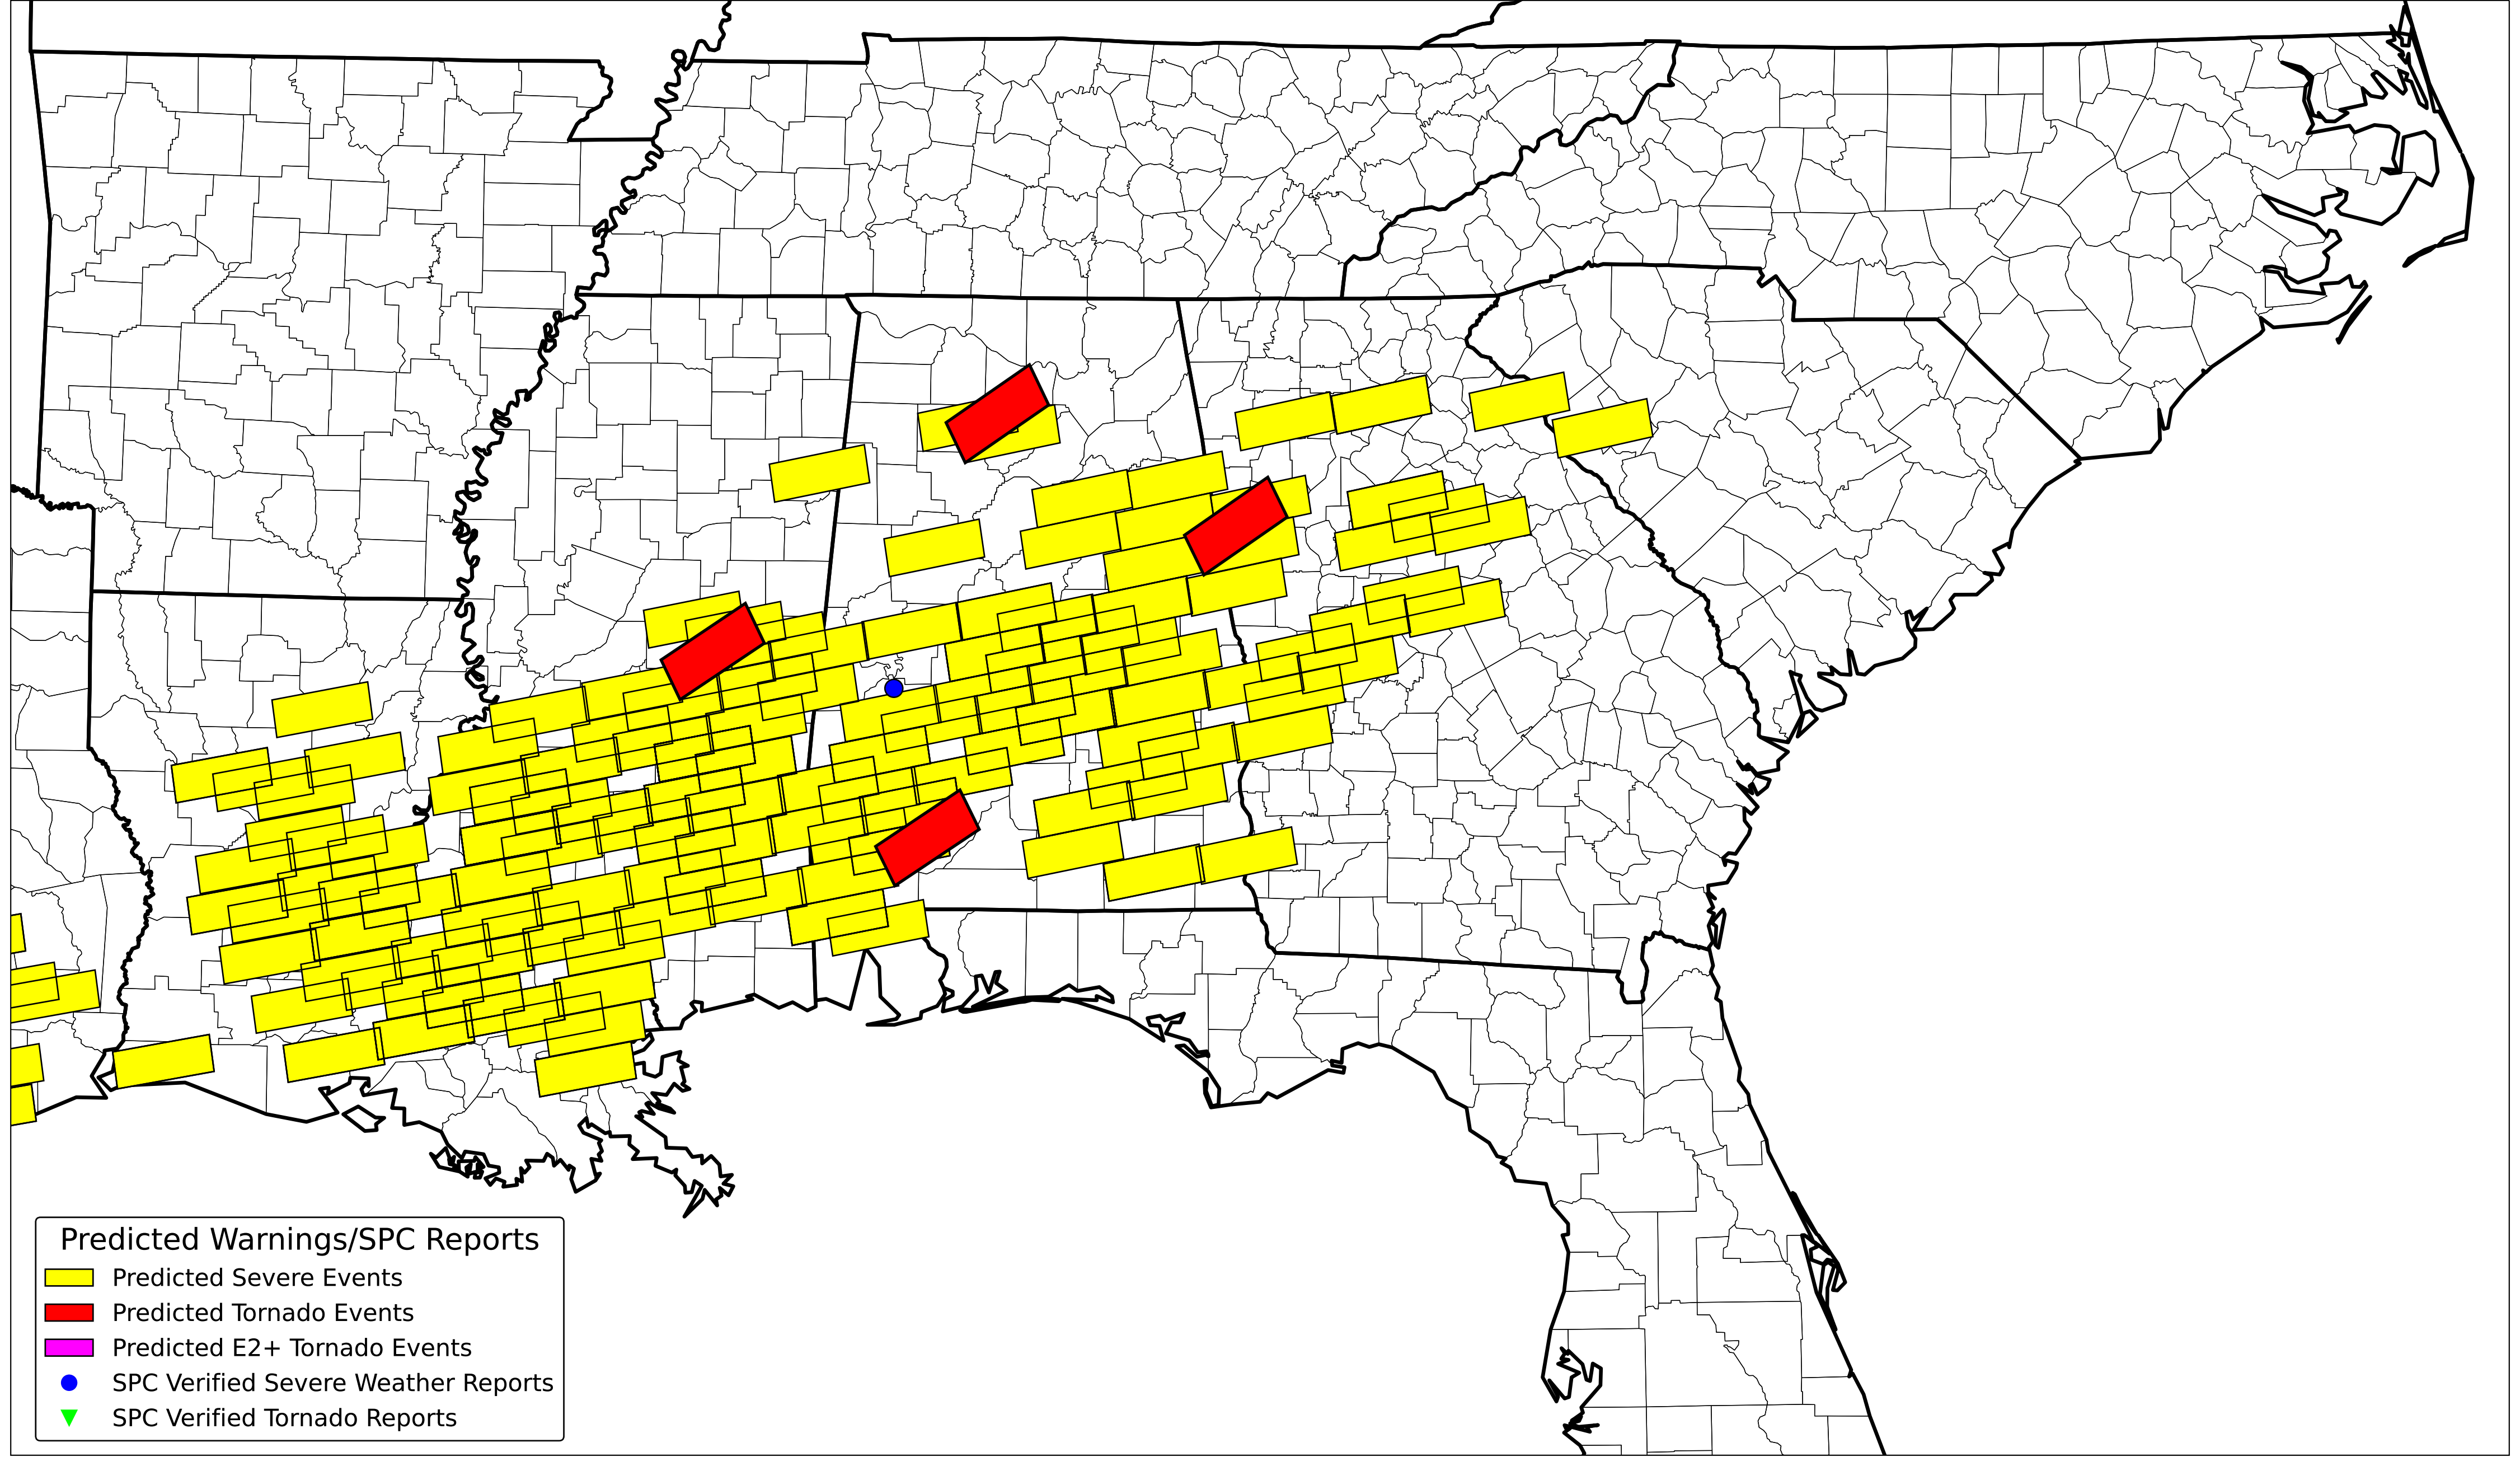 Predicted Warnings/SPC Reports
Predicted Severe Events
Predicted Tornado Events
Predicted E2+ Tornado Events
SPC Verified Severe Weather Reports
SPC Verified Tornado Reports